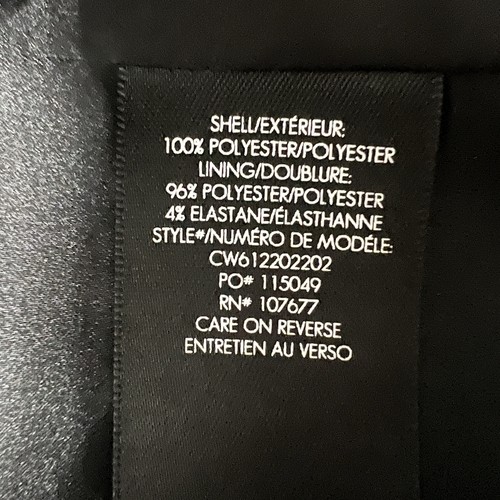 SHELL/EXTÉRIEUR:
100% POLYESTER/POLYESTER
LINING/DOUBLURE:
96% POLYESTER/POLYESTER
4% ELASTANE/ÉLASTHANNE
STYLE#/NUMÉRO DE MODÉLE:
CW612202202
PO# 115049
RN# 107677
CARE ON REVERSE
ENTRETIEN AU VERSO